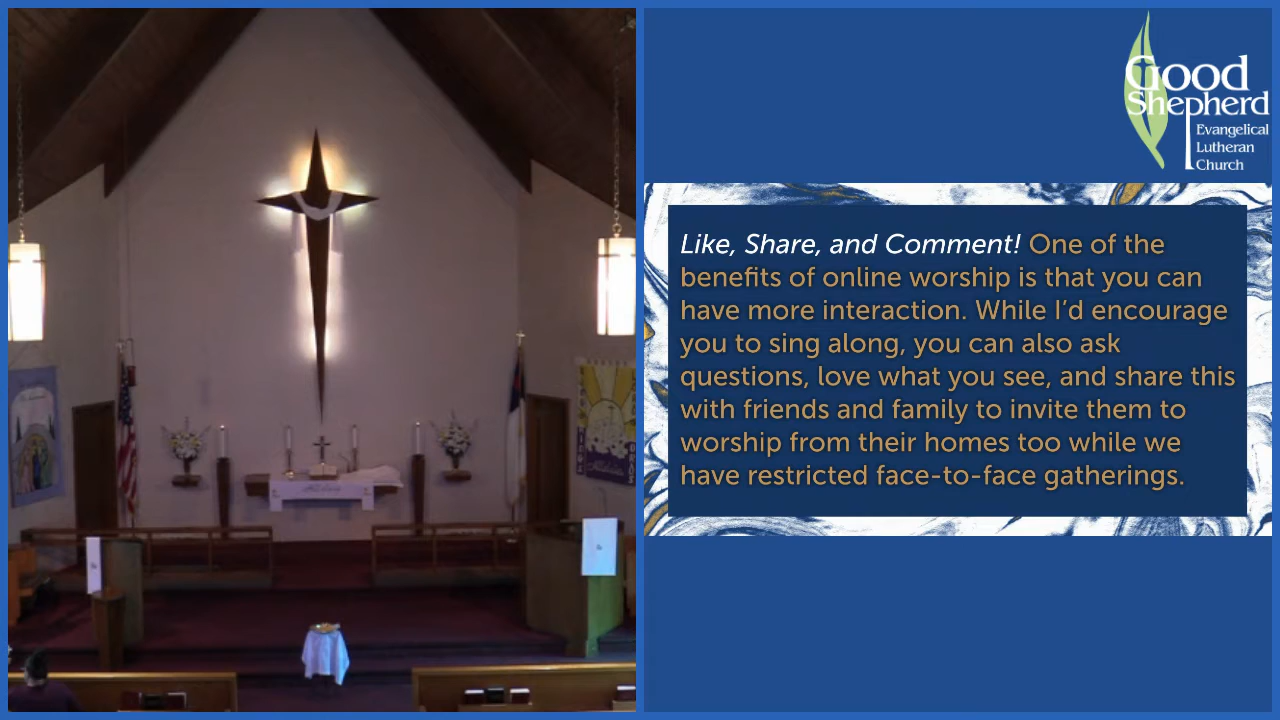 Good
Shepherd
Evangelical
Lutheran
Church
Like, Share, and Comment! One of the
benefits of online worship is that you can
have more interaction. While I'd encourage
you to sing along, you can also ask
questions, love what you see, and share this
with friends and family to invite them to
worship from their homes too while we
have restricted face-to-face gatherings.